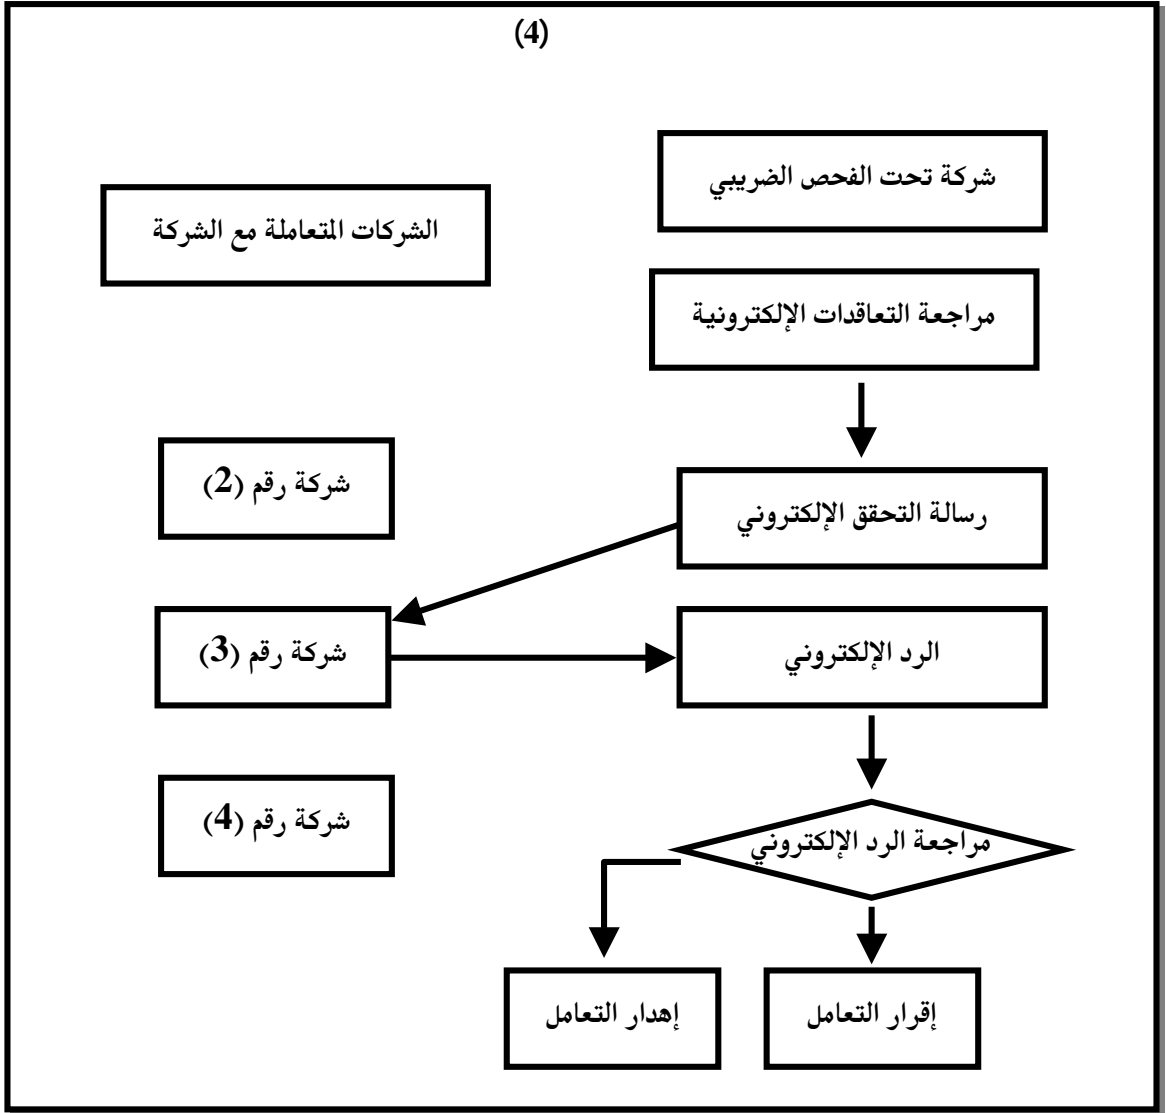 (4)
شركة تحت الفحص الضريبي
الشركات المتعاملة مع الشركة
مراجعة التعاقدات الإلكترونية
شركة رقم (2)
رسالة التحقق الإلكتروني
شركة رقم (3)
الرد الإلكتروني
شركة رقم (4)
مراجعة الرد الإلكتروني
إقرار التعامل
إهدار التعامل